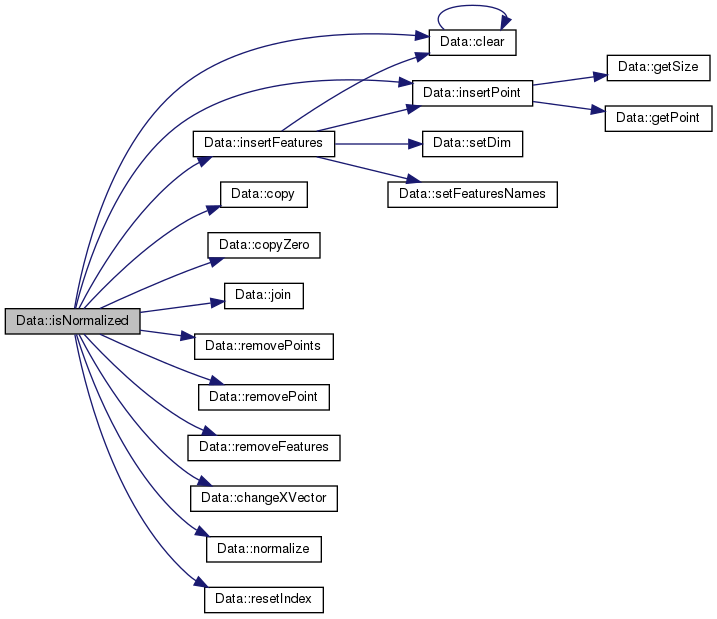 Data::clear
Data::getSize
Data::insertPoint
Data::getPoint
Data::insertFeatures
Data::setDim
Data::copy
Data::setFeaturesNames
Data::copyZero
Data::join
Data::isNormalized
Data::removePoints
Data::removePoint
Data::removeFeatures
Data::changeXVector
Data::normalize
Data::resetIndex